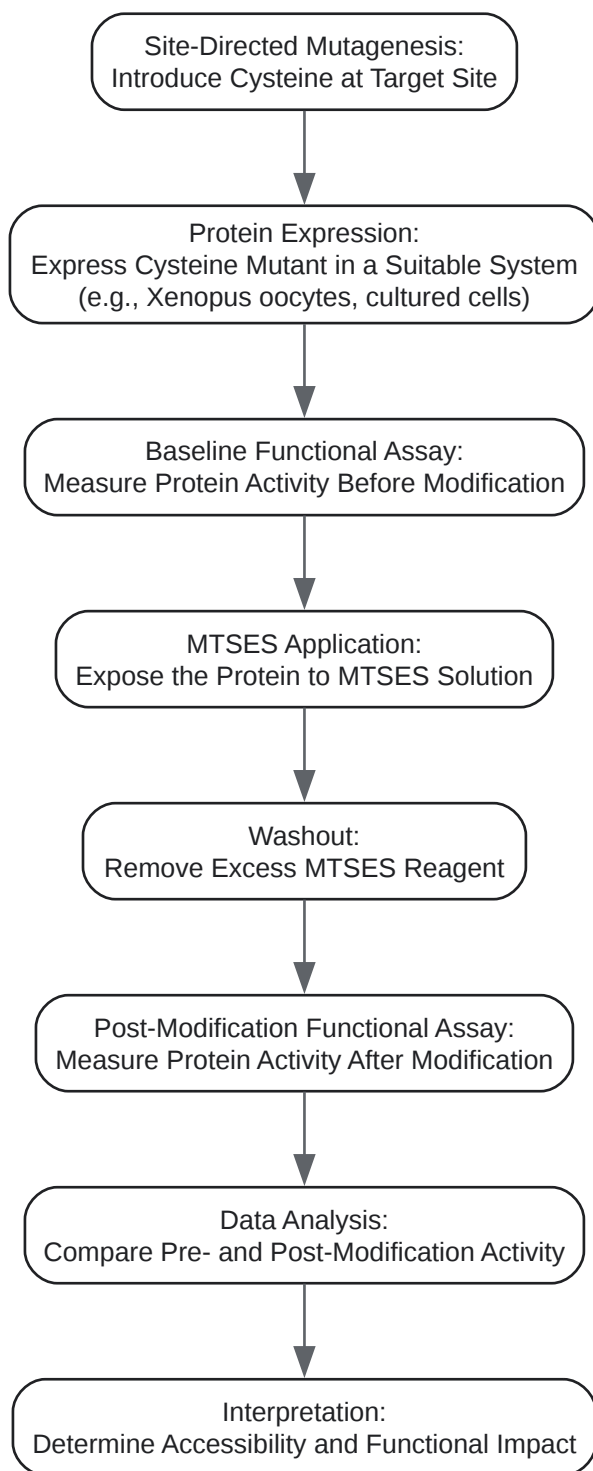 Site-Directed Mutagenesis:
Introduce Cysteine at Target Site
Protein Expression:
Express Cysteine Mutant in a Suitable System
(e.g., Xenopus oocytes, cultured cells)
Baseline Functional Assay:
Measure Protein Activity Before Modification
MTSES Application:
Expose the Protein to MTSES Solution
Washout:
Remove Excess MTSES Reagent
Post-Modification Functional Assay:
Measure Protein Activity After Modification
Data Analysis:
Compare Pre- and Post-Modification Activity
Interpretation:
Determine Accessibility and Functional Impact